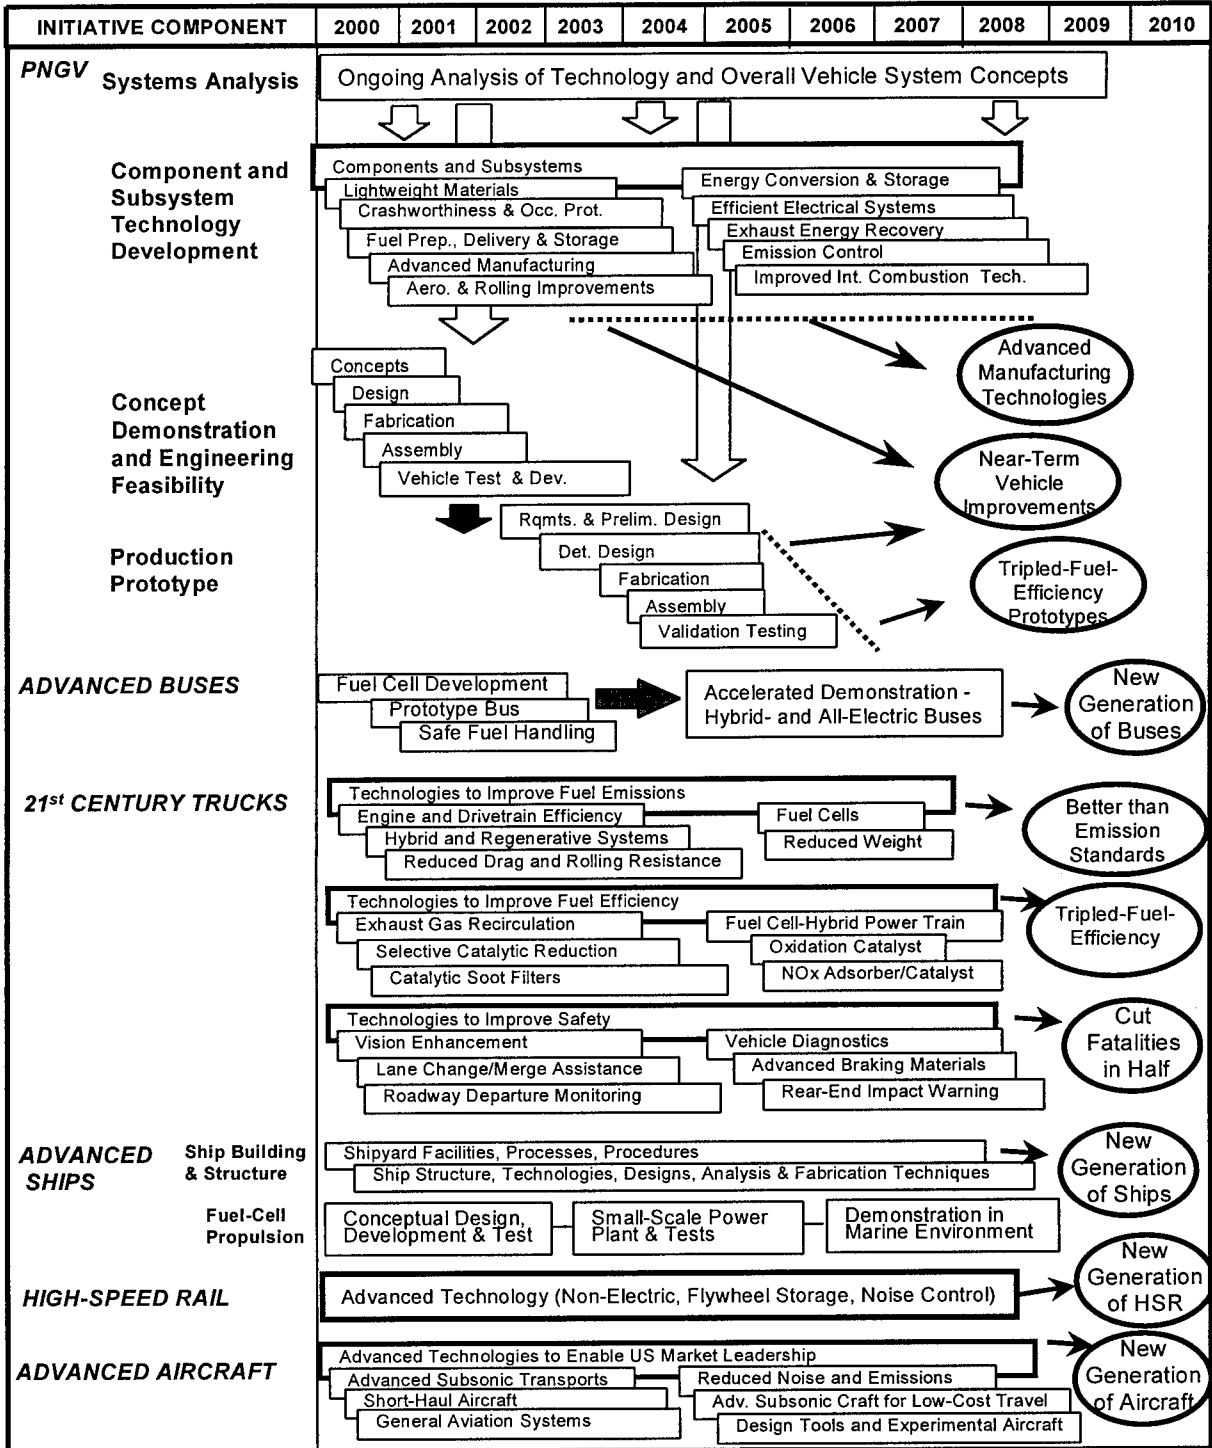 INITIATIVE COMPONENT 2000 2001 2002 2003 2004 2005 2006 2007 2008 2009 2010
PNGV
Systems Analysis
Ongoing Analysis of Technology and Overall Vehicle System Concepts
Component and
Subsystem
Technology
Development
Components and Subsystems
Lightweight Materials
Crashworthiness & Occ. Prot.
Fuel Prep., Delivery & Storage
Advanced Manufacturing
Aero. & Rolling Improvements
Energy Conversion & Storage
Efficient Electrical Systems
Exhaust Energy Recovery
Emission Control
Improved Int. Combustion Tech.
Advanced
Manufacturing
Technologies
Concept
Demonstration
and Engineering
Feasibility
Concepts
Design
Fabrication
Assembly
Vehicle Test & Dev.
Near-Term
Vehicle
Improvements
Production
Prototype
Rqmts. & Prelim. Design
Det. Design
Fabrication
Assembly
Validation Testing
Tripled-Fuel-
Efficiency
Prototypes
ADVANCED BUSES
Fuel Cell Development
Prototype Bus
Safe Fuel Handling
Accelerated Demonstration -
Hybrid- and All-Electric Buses
New
Generation
of Buses
21st CENTURY TRUCKS
Technologies to Improve Fuel Emissions
Engine and Drivetrain Efficiency
Hybrid and Regenerative Systems
Reduced Drag and Rolling Resistance
Fuel Cells
Reduced Weight
Better than
Emission
Standards
Technologies to Improve Fuel Efficiency
Exhaust Gas Recirculation
Selective Catalytic Reduction
Catalytic Soot Filters
Fuel Cell-Hybrid Power Train
Oxidation Catalyst
NOx Adsorber/Catalyst
Tripled-Fuel-
Efficiency
Technologies to Improve Safety
Vision Enhancement
Lane Change/Merge Assistance
Roadway Departure Monitoring
Vehicle Diagnostics
Advanced Braking Materials
Rear-End Impact Warning
Cut
Fatalities
in Half
ADVANCED
SHIPS
Ship Building
& Structure
Shipyard Facilities, Processes, Procedures
Ship Structure, Technologies, Designs, Analysis & Fabrication Techniques
New
Generation
of Ships
Fuel-Cell
Propulsion
Conceptual Design,
Development & Test
Small-Scale Power
Plant & Tests
Demonstration in
Marine Environment
HIGH-SPEED RAIL
Advanced Technology (Non-Electric, Flywheel Storage, Noise Control)
New
Generation
of HSR
ADVANCED AIRCRAFT
Advanced Technologies to Enable US Market Leadership
Advanced Subsonic Transports
Short-Haul Aircraft
General Aviation Systems
Reduced Noise and Emissions
Adv. Subsonic Craft for Low-Cost Travel
Design Tools and Experimental Aircraft
New
Generation
of Aircraft